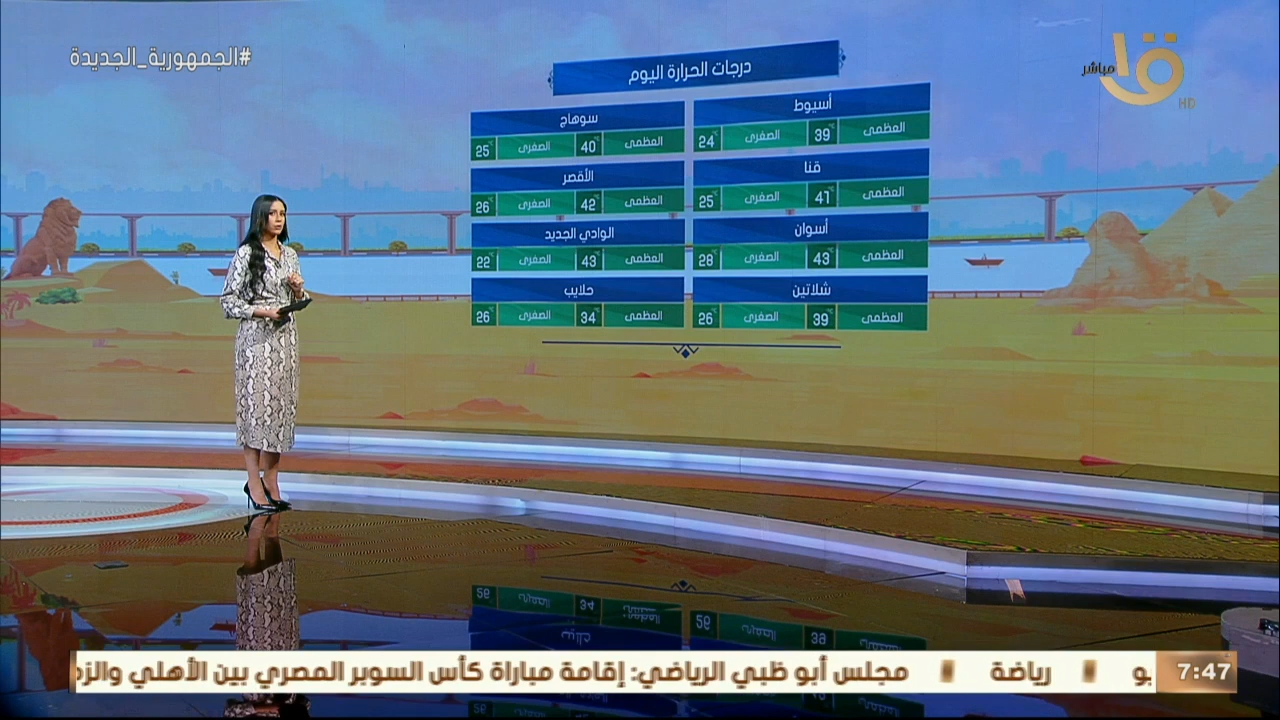 #الجمهورية_الجديدة
مباشر
HD
درجات الحرارة اليوم
أسيوط
العظمى 39°c الصغرى 24°c
سوهاج
العظمى 40°c الصغرى 25°c
قنا
العظمى 41°c الصغرى 25°c
الأقصر
العظمى 42°c الصغرى 26°c
أسوان
العظمى 43°c الصغرى 28°c
الوادي الجديد
العظمى 43°c الصغرى 22°c
شلاتين
العظمى 39°c الصغرى 26°c
حلايب
العظمى 34°c الصغرى 26°c
رياضة مجلس أبو ظبي الرياضي: إقامة مباراة كأس السوبر المصري بين الأهلي
7:47